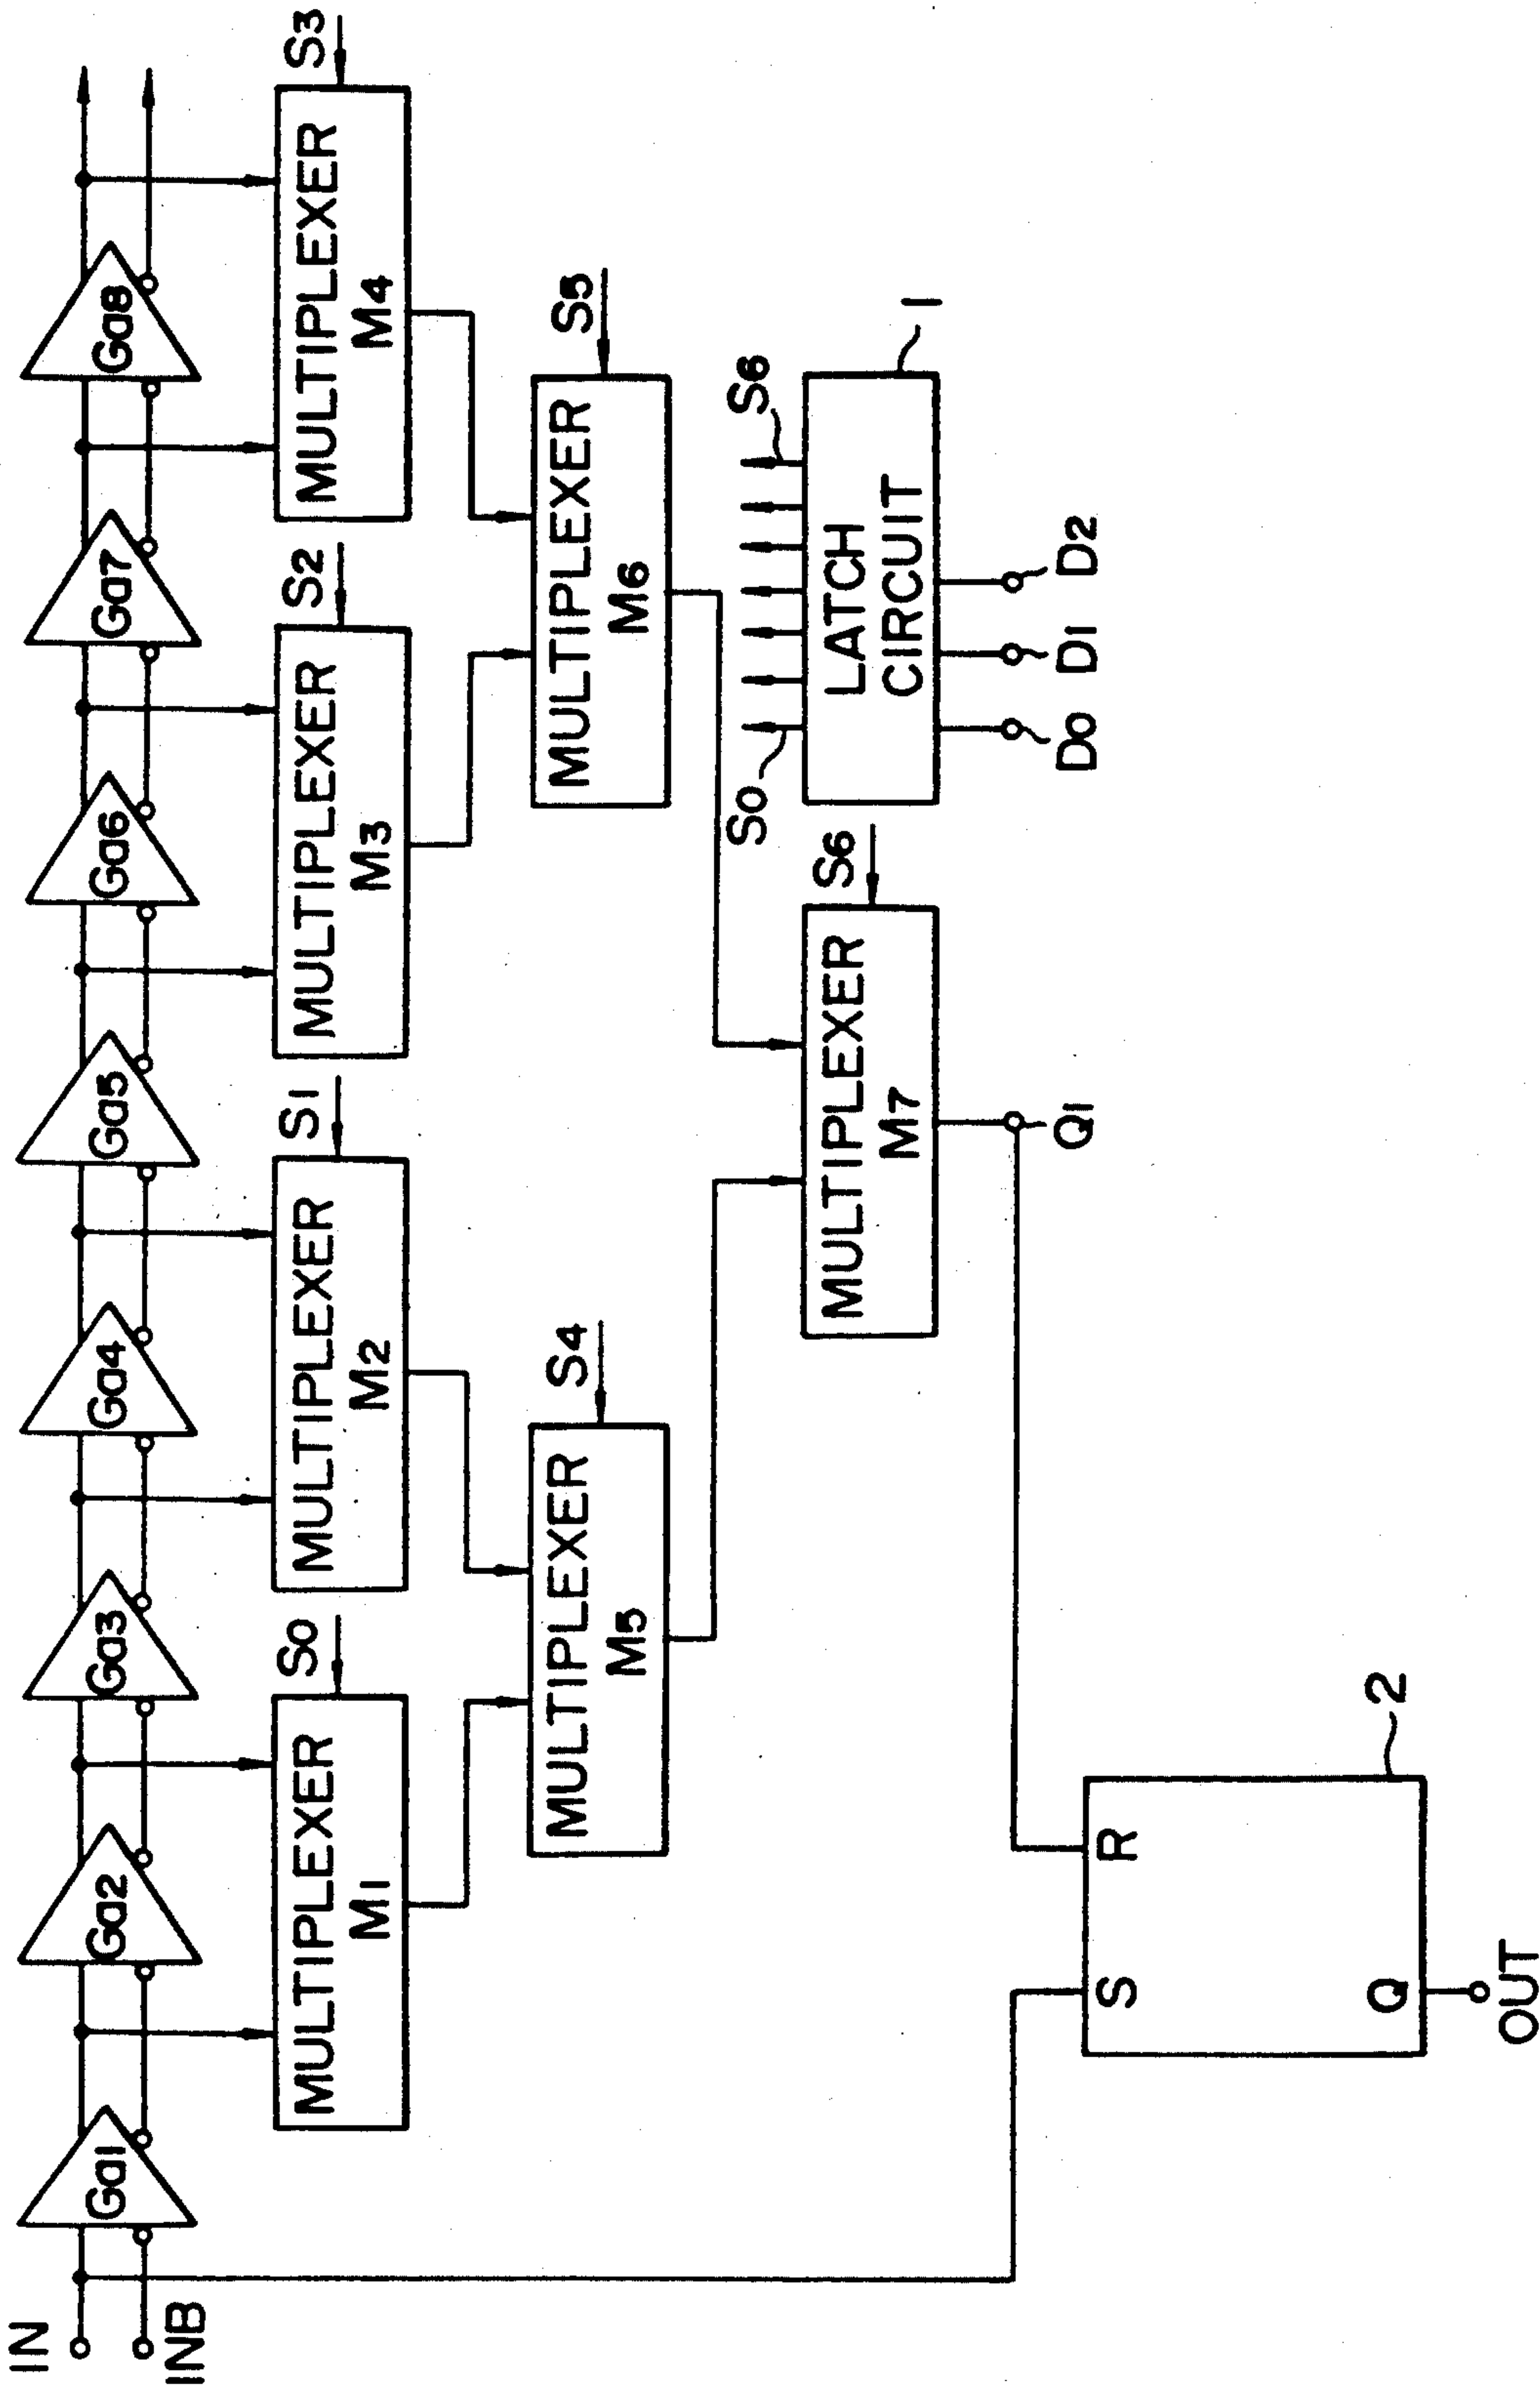 IN
INB
Ga1
Ga2
Ga3
Ga4
Ga5
Ga6
Ga7
Ga8
S0
S1
S2
S3
MULTIPLEXER
M1
MULTIPLEXER
M2
MULTIPLEXER
M3
MULTIPLEXER
M4
S4
S5
MULTIPLEXER
M5
MULTIPLEXER
M6
S6
MULTIPLEXER
M7
S0
S6
LATCH
CIRCUIT
1
D0
D1
D2
Q1
S
R
Q
2
OUT